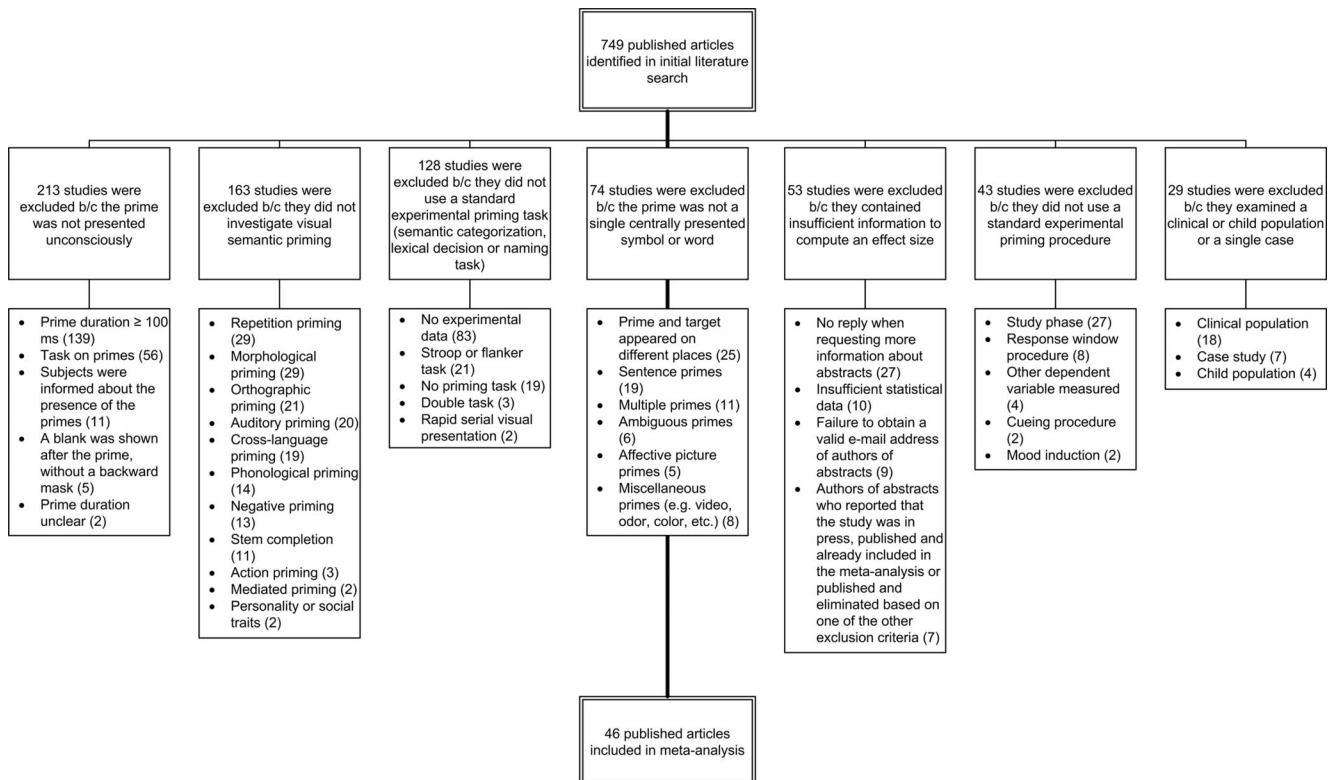 749 published articles
identified in initial literature
search
213 studies were
excluded b/c the prime
was not presented
unconsciously
163 studies were
excluded b/c they did not
investigate visual
semantic priming
128 studies were
excluded b/c they did not
use a standard
experimental priming task
(semantic categorization,
lexical decision or naming
task)
74 studies were excluded
b/c the prime was not a
single centrally presented
symbol or word
53 studies were excluded
b/c they contained
insufficient information to
compute an effect size
43 studies were excluded
b/c they did not use a
standard experimental
priming procedure
29 studies were excluded
b/c they examined a
clinical or child population
or a single case
• Prime duration ≥ 100
ms (139)
• Task on primes (56)
• Subjects were
informed about the
presence of the
primes (11)
• A blank was shown
after the prime,
without a backward
mask (5)
• Prime duration
unclear (2)
• Repetition priming
(29)
• Morphological
priming (29)
• Orthographic
priming (21)
• Auditory priming (20)
• Cross-language
priming (19)
• Phonological priming
(14)
• Negative priming
(13)
• Stem completion
(11)
• Action priming (3)
• Mediated priming (2)
• Personality or social
traits (2)
• No experimental
data (83)
• Stroop or flanker
task (21)
• No priming task (19)
• Double task (3)
• Rapid serial visual
presentation (2)
• Prime and target
appeared on
different places (25)
• Sentence primes
(19)
• Multiple primes (11)
• Ambiguous primes
(6)
• Affective picture
primes (5)
• Miscellaneous
primes (e.g. video,
odor, color, etc.) (8)
• No reply when
requesting more
information about
abstracts (27)
• Insufficient statistical
data (10)
• Failure to obtain a
valid e-mail address
of authors of
abstracts (9)
• Authors of abstracts
who reported that
the study was in
press, published and
already included in
the meta-analysis or
published and
eliminated based on
one of the other
exclusion criteria (7)
• Study phase (27)
• Response window
procedure (8)
• Other dependent
variable measured
(4)
• Cueing procedure
(2)
• Mood induction (2)
• Clinical population
(18)
• Case study (7)
• Child population (4)
46 published articles
included in meta-analysis